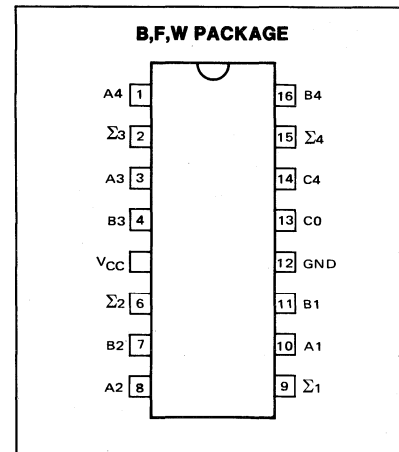 B,F,W PACKAGE
A4 1 16 B4
Σ3 2 15 Σ4
A3 3 14 C4
B3 4 13 C0
VCC 12 GND
Σ2 6 11 B1
B2 7 10 A1
A2 8 9 Σ1